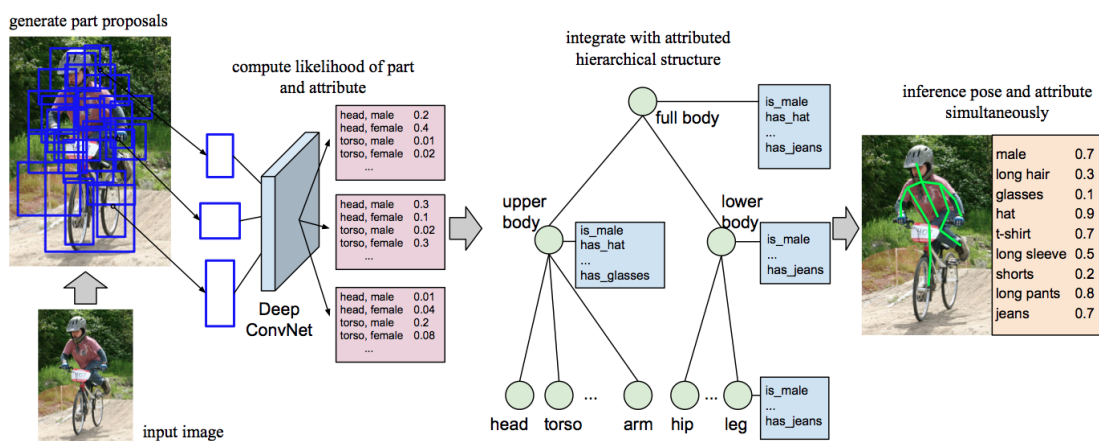 generate part proposals
input image
compute likelihood of part
and attribute
head, male 0.2
head, female 0.4
torso, male 0.01
torso, female 0.02
...
head, male 0.3
head, female 0.1
torso, male 0.02
torso, female 0.3
...
head, male 0.01
head, female 0.04
torso, male 0.2
torso, female 0.08
...
Deep
ConvNet
integrate with attributed
hierarchical structure
full body
is_male
has_hat
...
has_jeans
upper
body
is_male
has_hat
...
has_glasses
lower
body
is_male
...
has_jeans
head
torso
...
arm
hip
...
leg
is_male
...
has_jeans
inference pose and attribute
simultaneously
male 0.7
long hair 0.3
glasses 0.1
hat 0.9
t-shirt 0.7
long sleeve 0.5
shorts 0.2
long pants 0.8
jeans 0.7